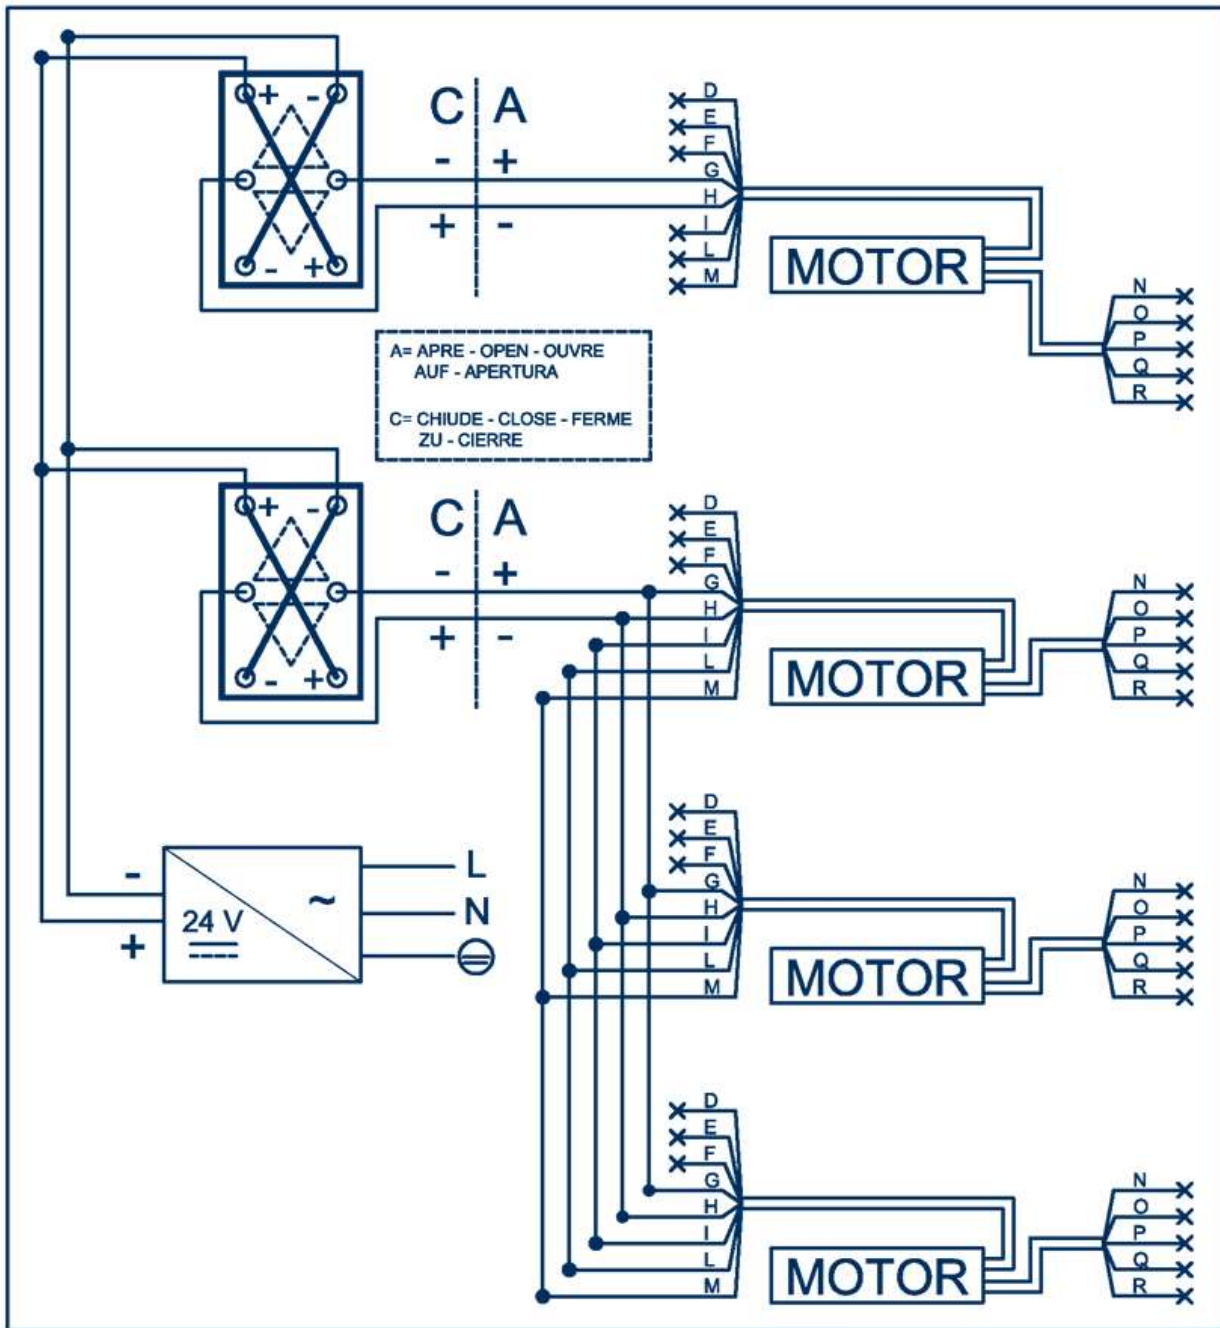 + -
- +
C A
- +
+ -
D
E
F
G
H
I
L
M
MOTOR
N
O
P
Q
R
A= APRE - OPEN - OUVRE
AUF - APERTURA
C= CHIUDE - CLOSE - FERME
ZU - CIERRE
+ -
- +
C A
- +
+ -
D
E
F
G
H
I
L
M
MOTOR
N
O
P
Q
R
-
+
24 V
~
L
N
D
E
F
G
H
I
L
M
MOTOR
N
O
P
Q
R
D
E
F
G
H
I
L
M
MOTOR
N
O
P
Q
R